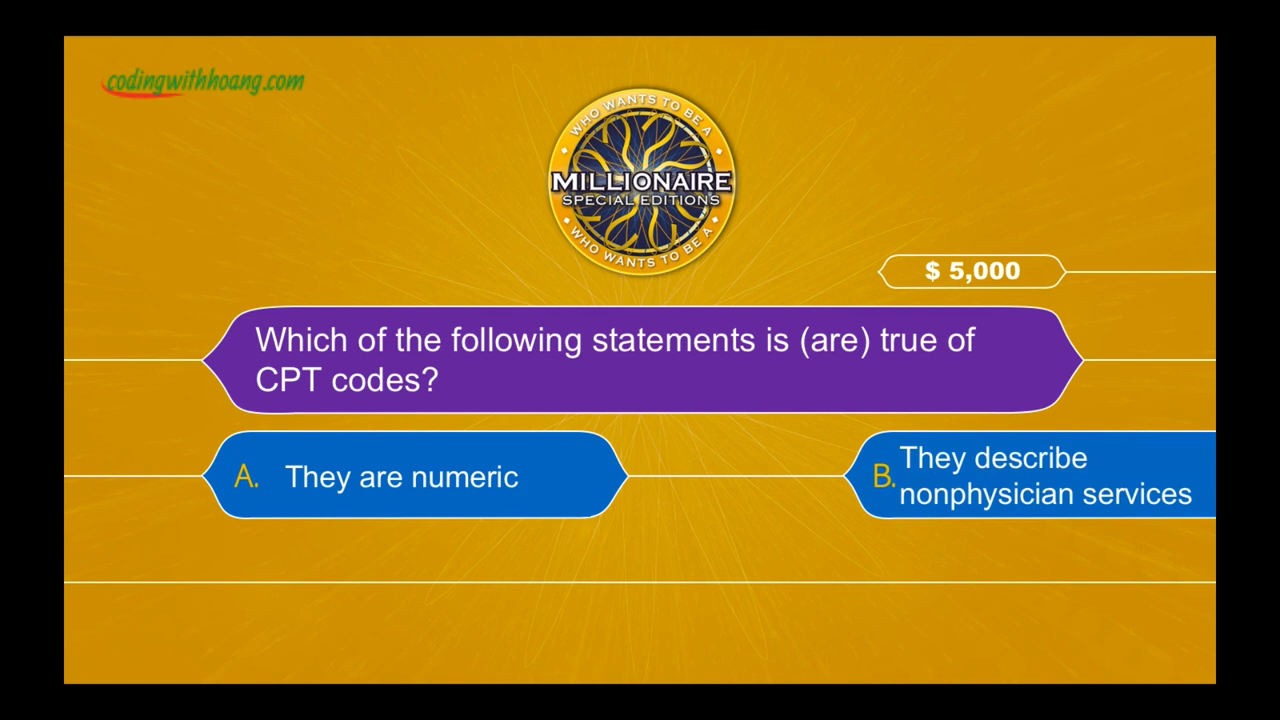 codingwithhoang.com
WHO WANTS TO BE A
MILLIONAIRE
SPECIAL EDITIONS
WHO WANTS TO BE A
$ 5,000
Which of the following statements is (are) true of
CPT codes?
A. They are numeric
B. They describe
nonphysician services